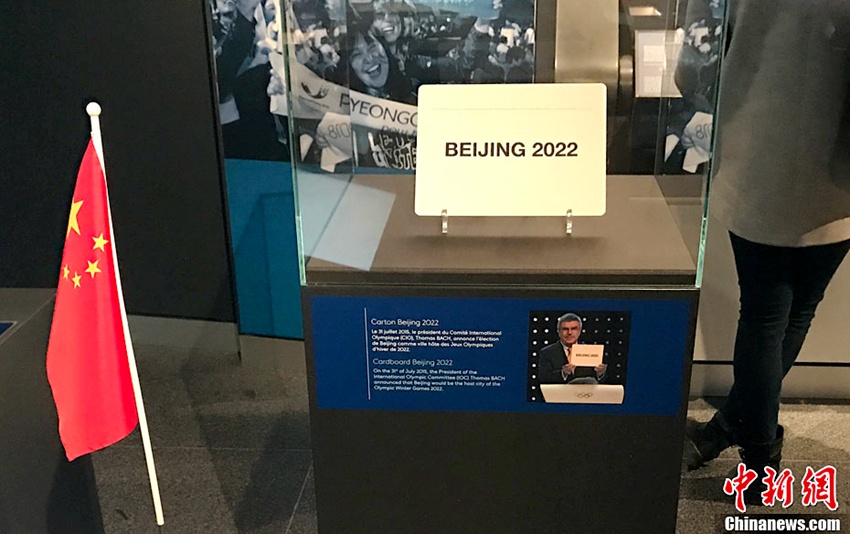 PYEONGC
BEIJING 2022
Carton Beijing 2022
Le 31 juillet 2015, le président du Comité International
Olympique (CIO), Thomas BACH, annonce l'élection
de Beijing comme ville hôte des Jeux Olympiques
d'hiver de 2022.
Cardboard Beijing 2022
On the 31st of July 2015, the President of the
International Olympic Committee (IOC) Thomas BACH
announced that Beijing would be the host city of the
Olympic Winter Games 2022.
BEIJING 2022
中新网
Chinanews.com